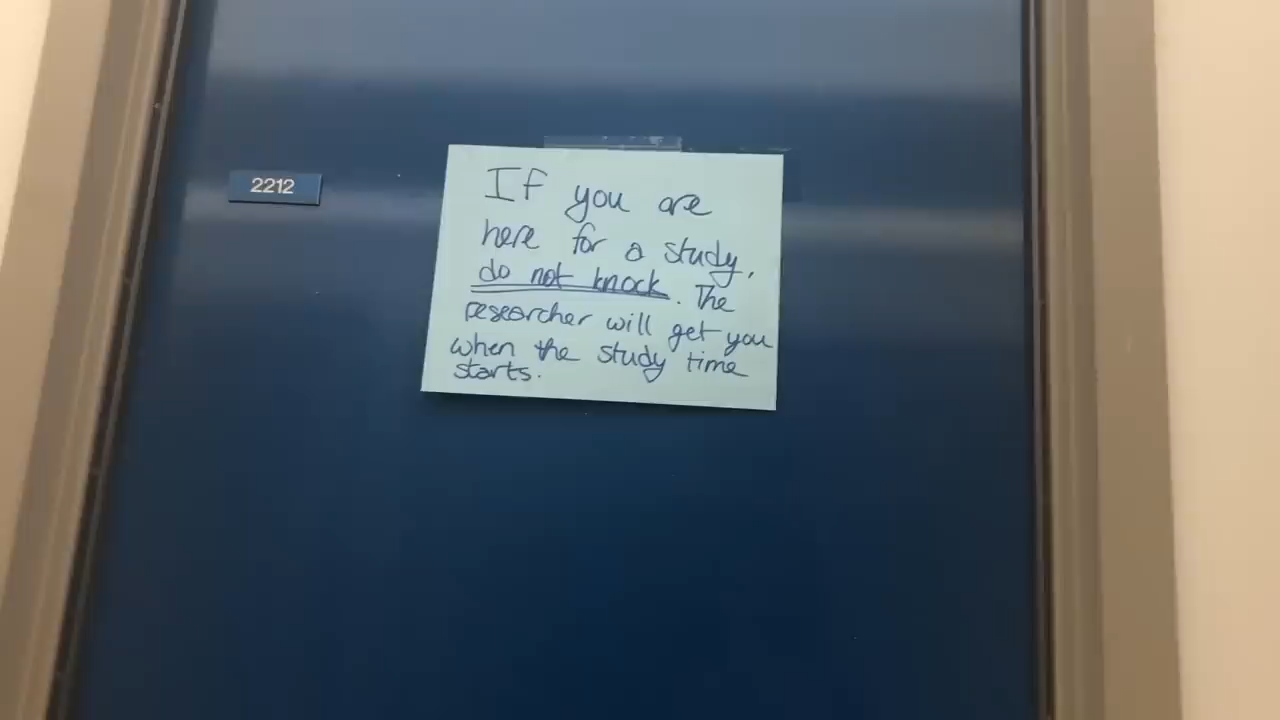 2212
If you are
here for a study,
do not knock. The
researcher will get you
when the study time
starts.